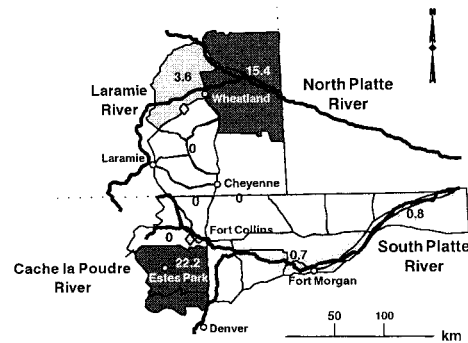 N
3.6
15.4
Laramie
River
Wheatland
North Platte
River
0
Laramie
Cheyenne
0
0
0.8
Fort Collins
0
South Platte
River
0.7
22.2
Estes Park
Cache la Poudre
River
Fort Morgan
Denver
50
100
150
km